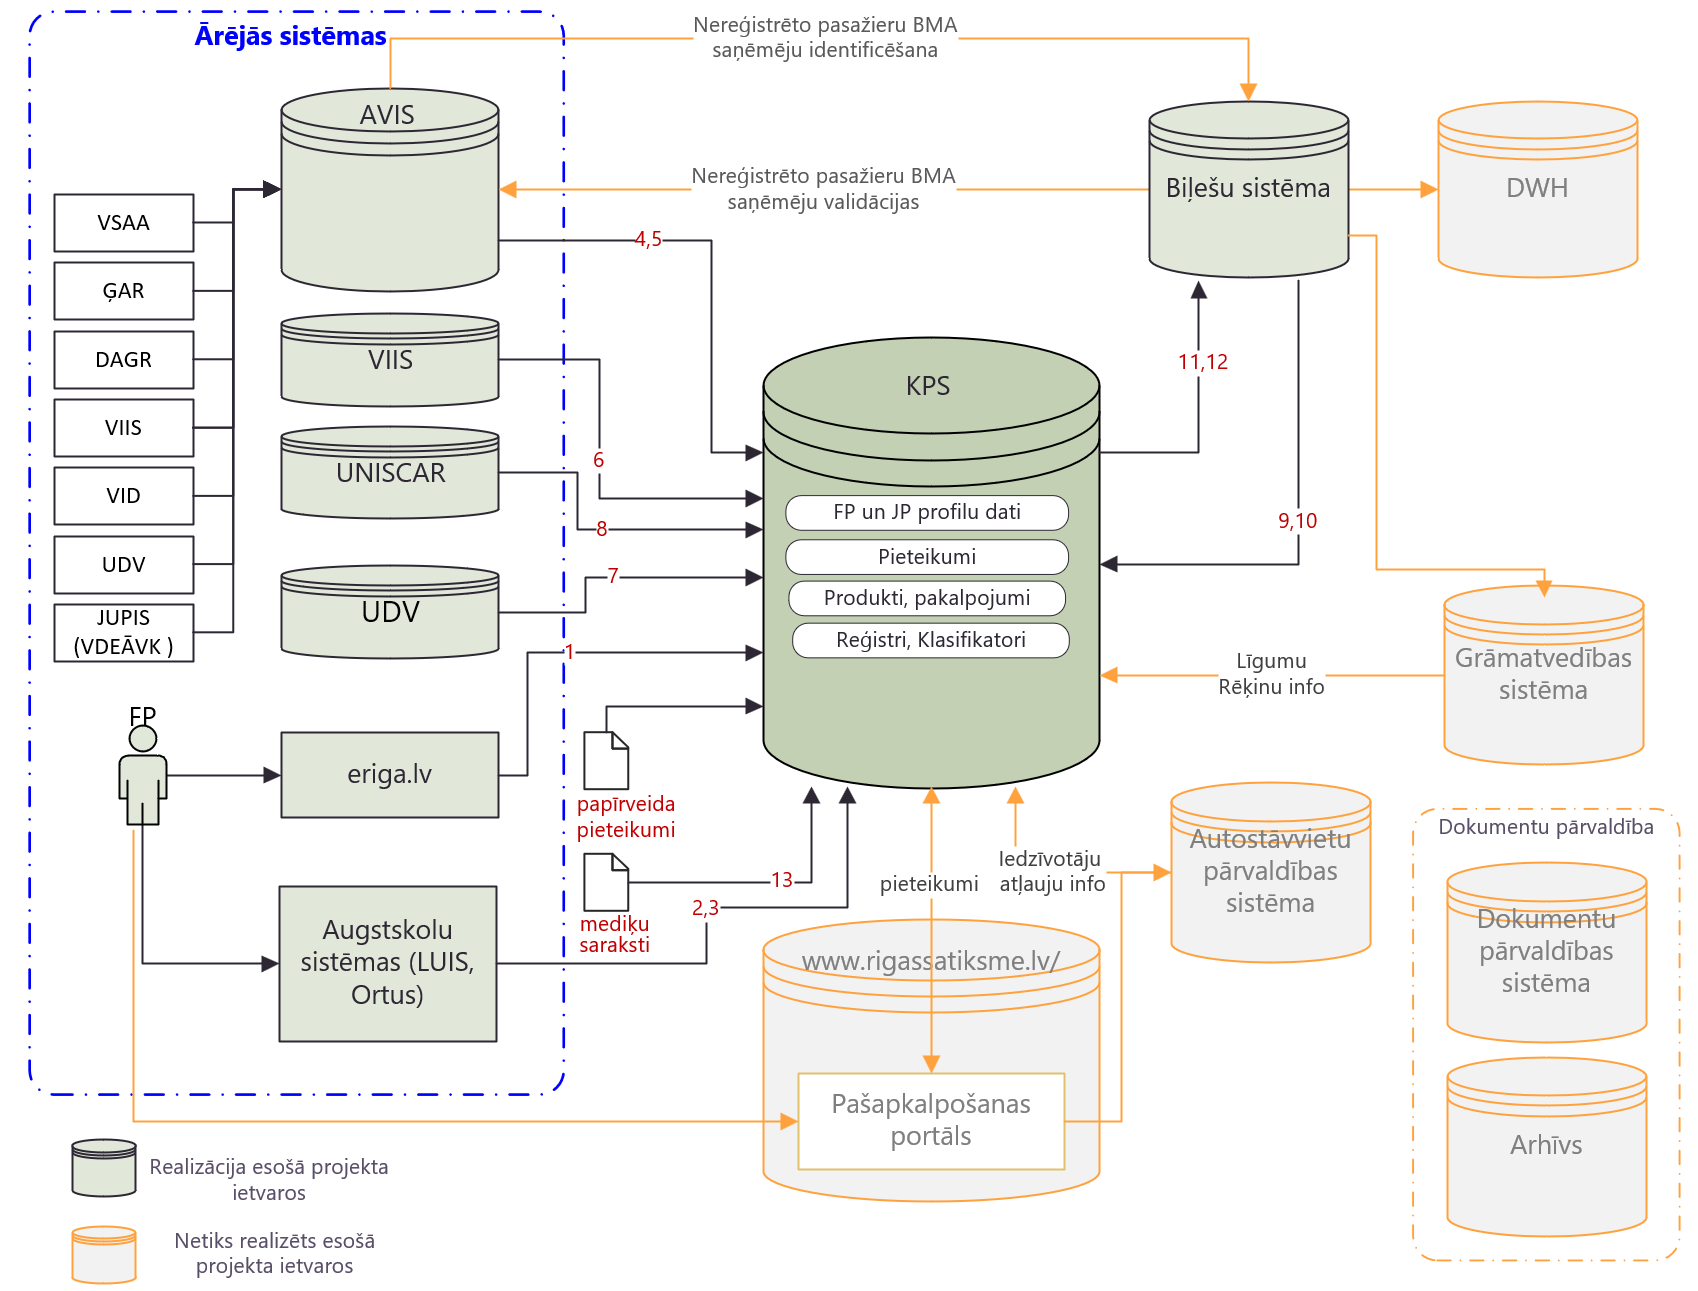 Ārējās sistēmas
Nereģistrēto pasažieru BMA
saņēmēju identificēšana
AVIS
Nereģistrēto pasažieru BMA
saņēmēju validācijas
Biļešu sistēma
DWH
VSAA
ĢAR
DAGR
VIIS
VID
UDV
JUPIS
(VDEĀVK )
4,5
VIIS
UNISCAR
UDV
6
8
7
1
KPS
FP un JP profilu dati
Pieteikumi
Produkti, pakalpojumi
Reģistri, Klasifikatori
11,12
9,10
Līgumu
Rēķinu info
Grāmatvedības
sistēma
FP
eriga.lv
papīrveida
pieteikumi
13
mediķu
saraksti
2,3
Augstskolu
sistēmas (LUIS,
Ortus)
pieteikumi
Iedzīvotāju
atļauju info
Autostāvvietu
pārvaldības
sistēma
Dokumentu pārvaldība
Dokumentu
pārvaldības
sistēma
Arhīvs
www.rigassatiksme.lv/
Pašapkalpošanas
portāls
Realizācija esošā projekta
ietvaros
Netiks realizēts esošā
projekta ietvaros